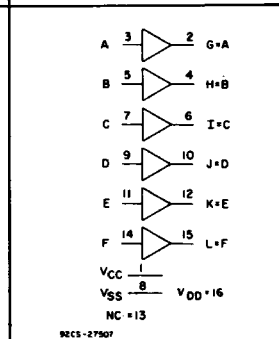 A 3 2 G=A
B 5 4 H=B
C 7 6 I=C
D 9 10 J=D
E 11 12 K=E
F 14 15 L=F
VCC 1
VSS 8 VDD=16
NC =13
92CS-27507